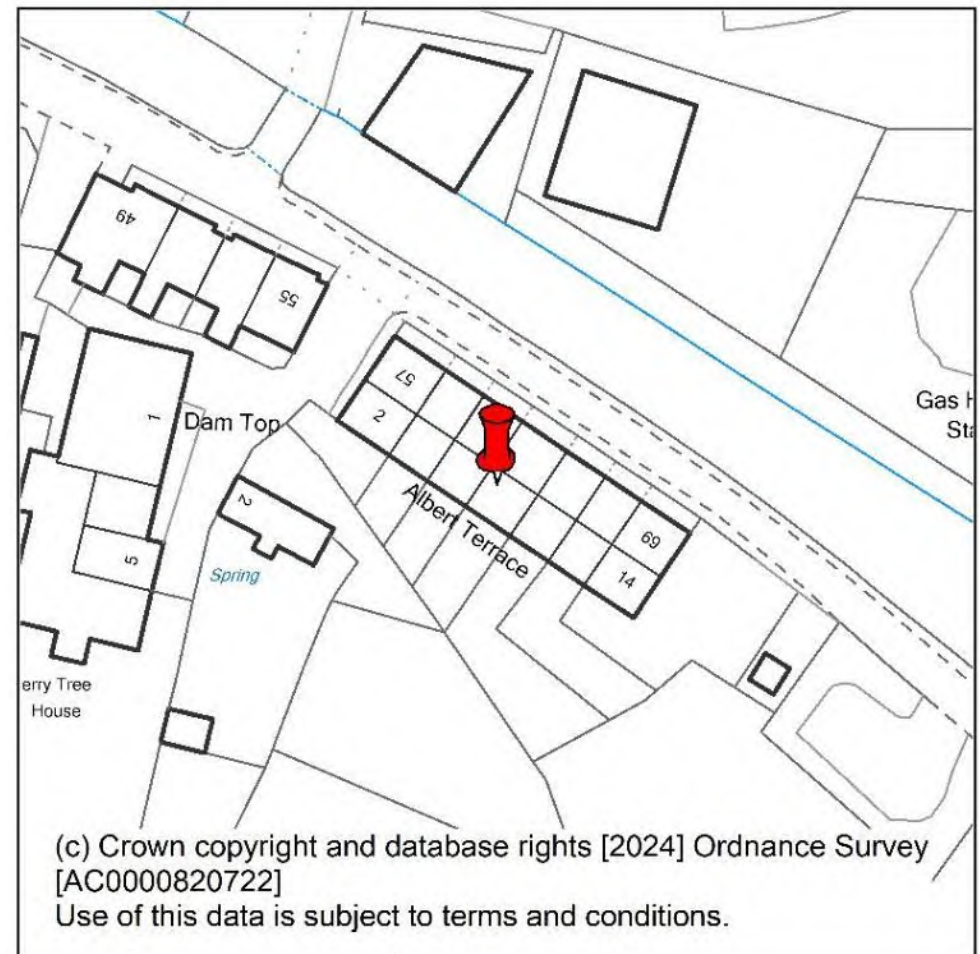 49
55
57
2
1
Dam Top
Gas H
Sta
2
Albert Terrace
69
14
5
Spring
erry Tree
House
(c) Crown copyright and database rights [2024] Ordnance Survey
[AC0000820722]
Use of this data is subject to terms and conditions.